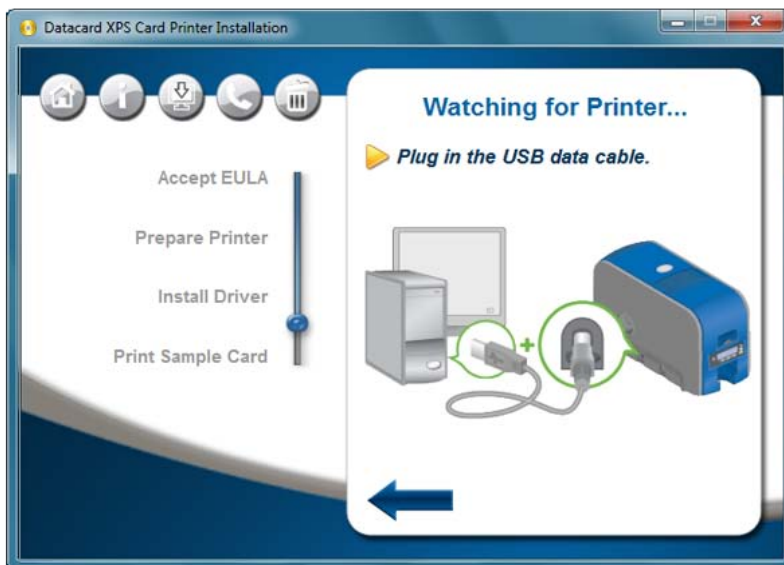 Datacard XPS Card Printer Installation
Accept EULA
Prepare Printer
Install Driver
Print Sample Card
Watching for Printer...
Plug in the USB data cable.